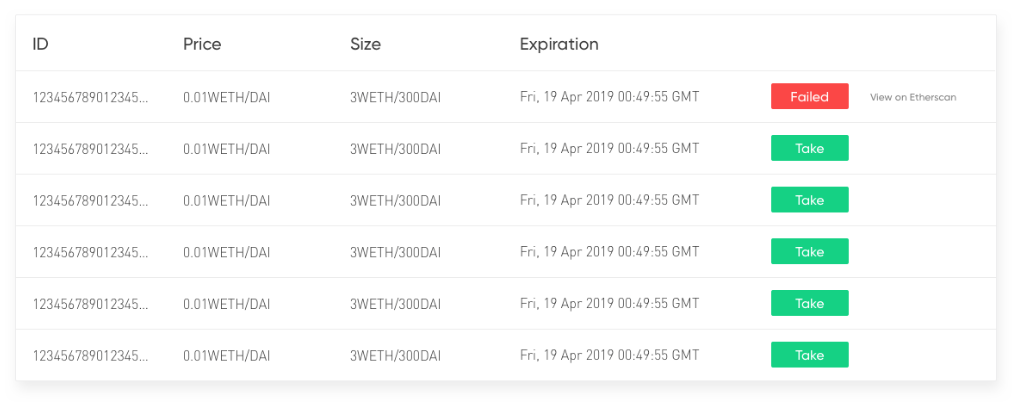 ID Price Size Expiration
123456789012345... 0.01WETH/DAI 3WETH/300DAI Fri, 19 Apr 2019 00:49:55 GMT Failed View on Etherscan
123456789012345... 0.01WETH/DAI 3WETH/300DAI Fri, 19 Apr 2019 00:49:55 GMT Take
123456789012345... 0.01WETH/DAI 3WETH/300DAI Fri, 19 Apr 2019 00:49:55 GMT Take
123456789012345... 0.01WETH/DAI 3WETH/300DAI Fri, 19 Apr 2019 00:49:55 GMT Take
123456789012345... 0.01WETH/DAI 3WETH/300DAI Fri, 19 Apr 2019 00:49:55 GMT Take
123456789012345... 0.01WETH/DAI 3WETH/300DAI Fri, 19 Apr 2019 00:49:55 GMT Take